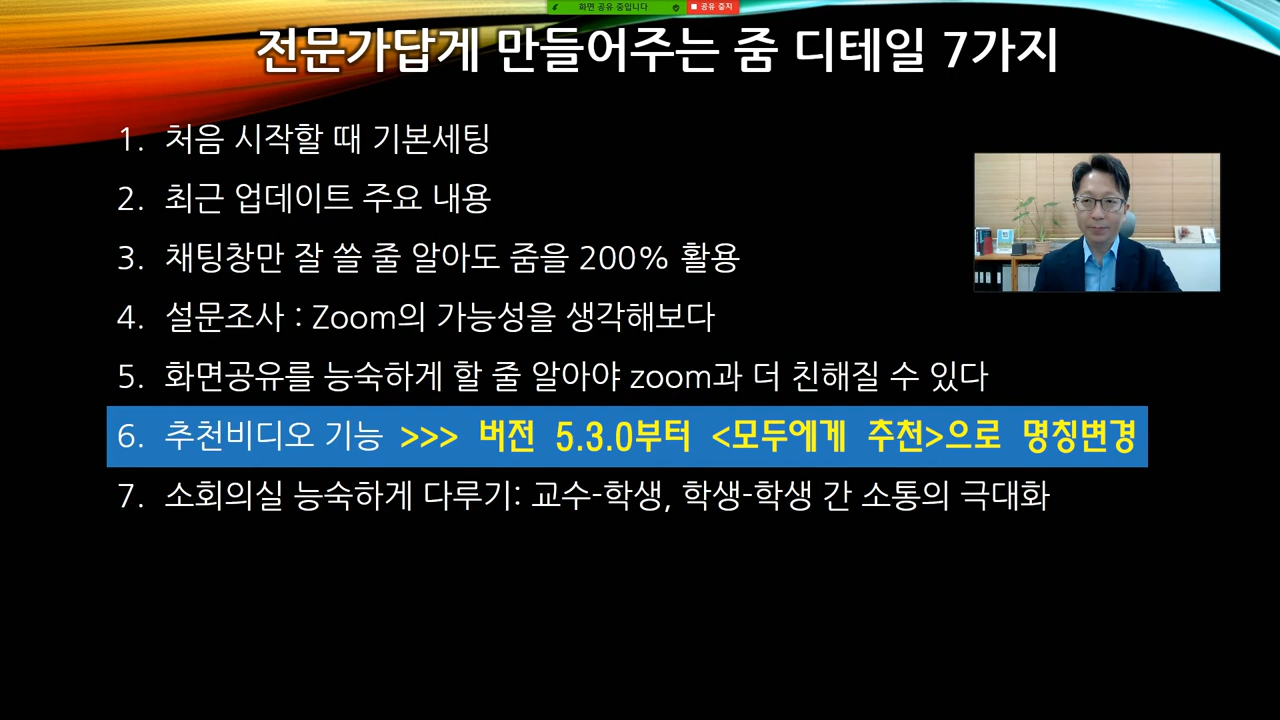 화면 공유 중입니다
공유 중지
전문가답게 만들어주는 줌 디테일 7가지
1. 처음 시작할 때 기본세팅
2. 최근 업데이트 주요 내용
3. 채팅창만 잘 쓸 줄 알아도 줌을 200% 활용
4. 설문조사 : Zoom의 가능성을 생각해보다
5. 화면공유를 능숙하게 할 줄 알아야 zoom과 더 친해질 수 있다
6. 추천비디오 기능 >>> 버전 5.3.0부터 <모두에게 추천>으로 명칭변경
7. 소회의실 능숙하게 다루기: 교수-학생, 학생-학생 간 소통의 극대화